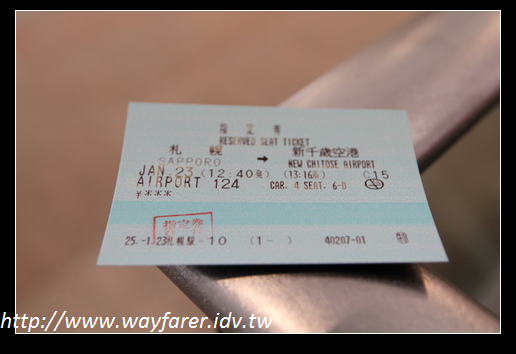 指 定 券
RESERVED SEAT TICKET
札 幌 → 新千歳空港
SAPPORO NEW CHITOSE AIRPORT
JAN.23 (12:40発) (13:16着) C15
AIRPORT 124 CAR. 4 SEAT. 6-D
¥***
指定券
25.-1.23札幌駅-10 (1- ) 40207-01
http://www.wayfarer.idv.tw